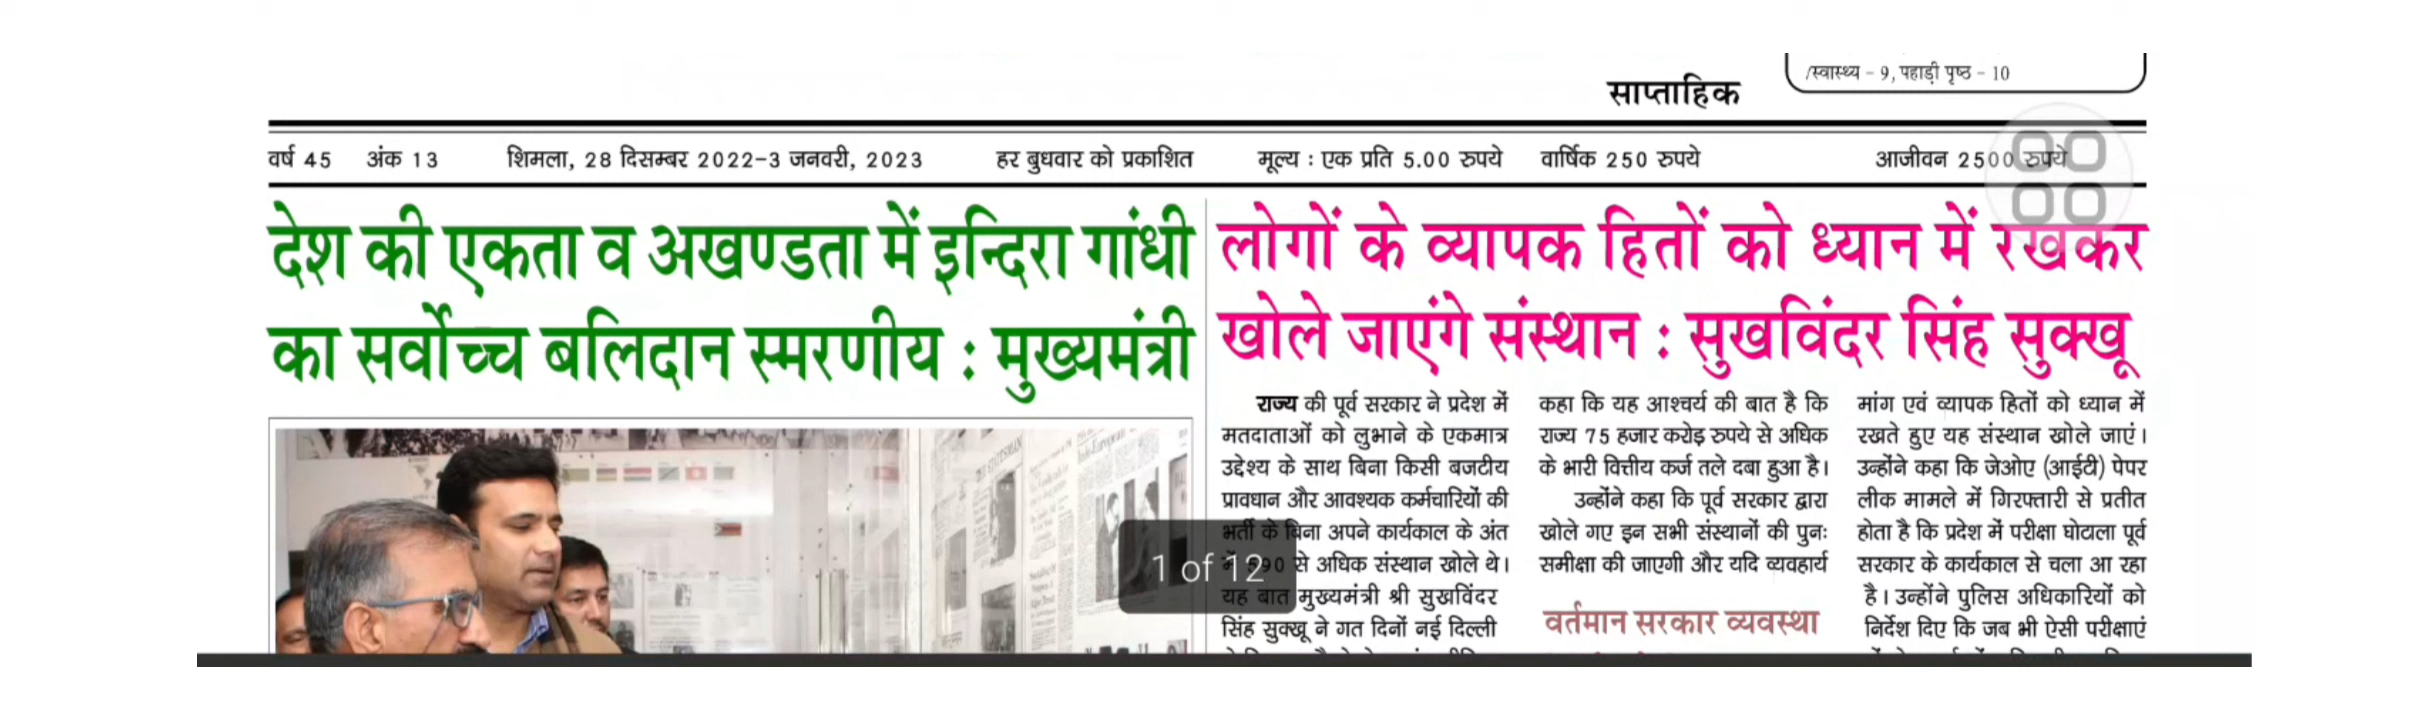 /स्वास्थ्य – 9, पहाड़ी पृष्ठ – 10
साप्ताहिक
वर्ष 45 अंक 13 शिमला, 28 दिसम्बर 2022–3 जनवरी, 2023 हर बुधवार को प्रकाशित मूल्य : एक प्रति 5.00 रुपये वार्षिक 250 रुपये आजीवन 2500 रुपये
देश की एकता व अखण्डता में इन्दिरा गांधी
का सर्वोच्च बलिदान स्मरणीय : मुख्यमंत्री
लोगों के व्यापक हितों को ध्यान में रखकर
खोले जाएंगे संस्थान : सुखविंदर सिंह सुक्खू
राज्य की पूर्व सरकार ने प्रदेश में
मतदाताओं को लुभाने के एकमात्र
उद्देश्य के साथ बिना किसी बजटीय
प्रावधान और आवश्यक कर्मचारियों की
भर्ती के बिना अपने कार्यकाल के अंत
में 590 से अधिक संस्थान खोले थे।
यह बात मुख्यमंत्री श्री सुखविंदर
सिंह सुक्खू ने गत दिनों नई दिल्ली
कहा कि यह आश्चर्य की बात है कि
राज्य 75 हजार करोड़ रुपये से अधिक
के भारी वित्तीय कर्ज तले दबा हुआ है।
उन्होंने कहा कि पूर्व सरकार द्वारा
खोले गए इन सभी संस्थानों की पुनः
समीक्षा की जाएगी और यदि व्यवहार्य
वर्तमान सरकार व्यवस्था
मांग एवं व्यापक हितों को ध्यान में
रखते हुए यह संस्थान खोले जाएं।
उन्होंने कहा कि जेओए (आईटी) पेपर
लीक मामले में गिरफ्तारी से प्रतीत
होता है कि प्रदेश में परीक्षा घोटाला पूर्व
सरकार के कार्यकाल से चला आ रहा
है। उन्होंने पुलिस अधिकारियों को
निर्देश दिए कि जब भी ऐसी परीक्षाएं
THE STATESMAN
1 of 12